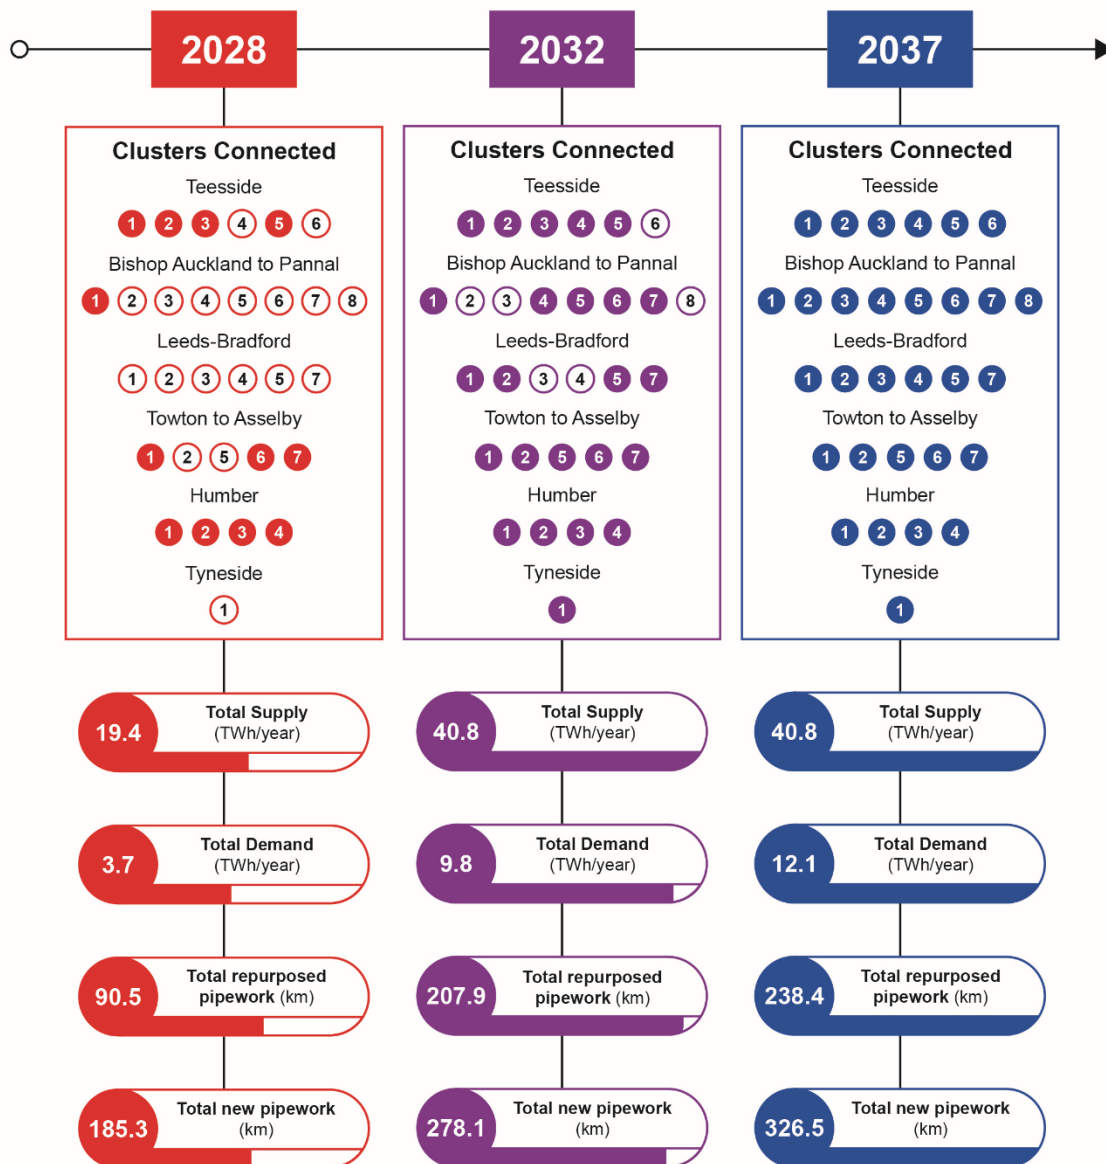 2028
2032
2037
Clusters Connected
Teesside
1 2 3 4 5 6
Bishop Auckland to Pannal
1 2 3 4 5 6 7 8
Leeds-Bradford
1 2 3 4 5 7
Towton to Asselby
1 2 5 6 7
Humber
1 2 3 4
Tyneside
1
19.4
Total Supply
(TWh/year)
3.7
Total Demand
(TWh/year)
90.5
Total repurposed
pipework (km)
185.3
Total new pipework
(km)
Clusters Connected
Teesside
1 2 3 4 5 6
Bishop Auckland to Pannal
1 2 3 4 5 6 7 8
Leeds-Bradford
1 2 3 4 5 7
Towton to Asselby
1 2 5 6 7
Humber
1 2 3 4
Tyneside
1
40.8
Total Supply
(TWh/year)
9.8
Total Demand
(TWh/year)
207.9
Total repurposed
pipework (km)
278.1
Total new pipework
(km)
Clusters Connected
Teesside
1 2 3 4 5 6
Bishop Auckland to Pannal
1 2 3 4 5 6 7 8
Leeds-Bradford
1 2 3 4 5 7
Towton to Asselby
1 2 5 6 7
Humber
1 2 3 4
Tyneside
1
40.8
Total Supply
(TWh/year)
12.1
Total Demand
(TWh/year)
238.4
Total repurposed
pipework (km)
326.5
Total new pipework
(km)